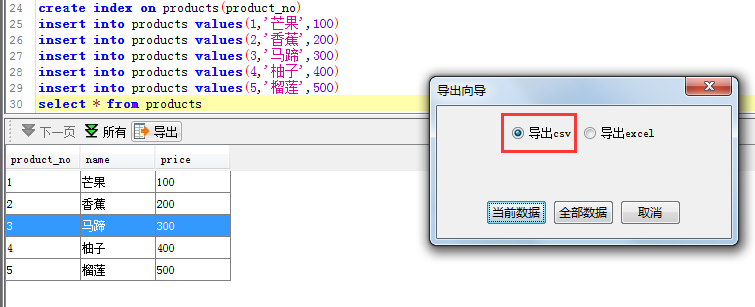 24 create index on products(product_no)
25 insert into products values(1,'芒果',100)
26 insert into products values(2,'香蕉',200)
27 insert into products values(3,'马蹄',300)
28 insert into products values(4,'柚子',400)
29 insert into products values(5,'榴莲',500)
30 select * from products
下一页 所有 导出
product_no name price
1 芒果 100
2 香蕉 200
3 马蹄 300
4 柚子 400
5 榴莲 500
导出向导
导出csv 导出excel
当前数据 全部数据 取消